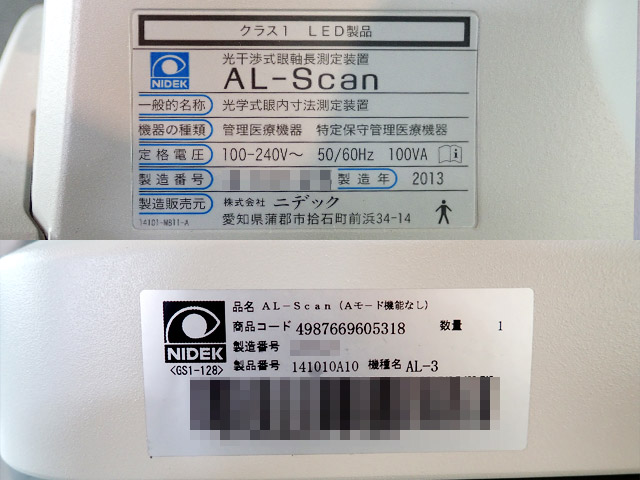 クラス1 LED製品
NIDEK
光干渉式眼軸長測定装置
AL-Scan
一般的名称 光学式眼内寸法測定装置
機器の種類 管理医療機器 特定保守管理医療機器
定格電圧 100-240V～ 50/60Hz 100VA
製造番号 製造年 2013
製造販売元 株式会社 ニデック
14101-M811-A 愛知県蒲郡市拾石町前浜34-14
NIDEK
<GS1-128>
品名 AL-Scan（Aモード機能なし）
商品コード 4987669605318 数量 1
製造番号
製品番号 141010A10 機種名 AL-3